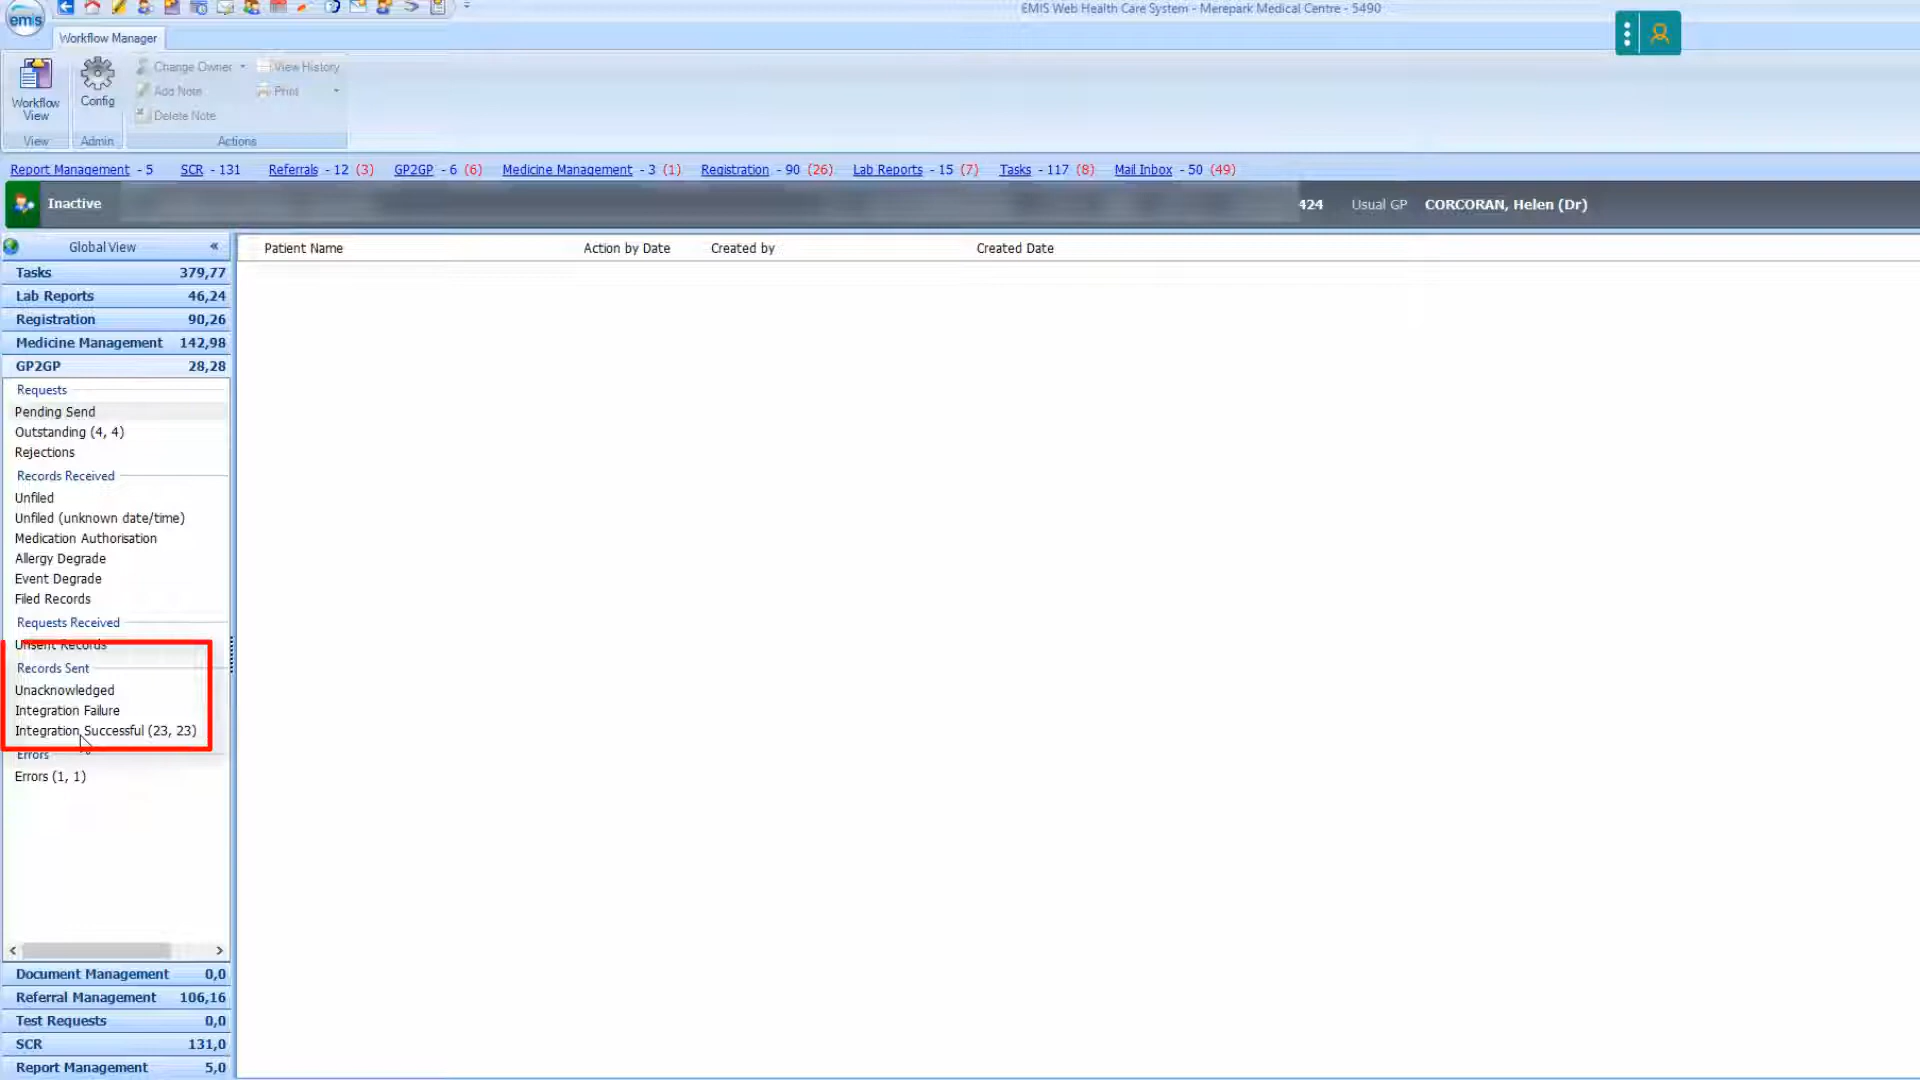 EMIS Web Health Care System - Merepark Medical Centre - 5490
emis
Workflow Manager
Workflow View
Config
Change Owner
Add Note
Delete Note
View History
Print
View
Admin
Actions
Report Management - 5 SCR - 131 Referrals - 12 (3) GP2GP - 6 (6) Medicine Management - 3 (1) Registration - 90 (26) Lab Reports - 15 (7) Tasks - 117 (8) Mail Inbox - 50 (49)
Inactive 424 Usual GP CORCORAN, Helen (Dr)
Global View «
Patient Name Action by Date Created by Created Date
Tasks 379,77
Lab Reports 46,24
Registration 90,26
Medicine Management 142,98
GP2GP 28,28
Requests
Pending Send
Outstanding (4, 4)
Rejections
Records Received
Unfiled
Unfiled (unknown date/time)
Medication Authorisation
Allergy Degrade
Event Degrade
Filed Records
Requests Received
Unsent Records
Records Sent
Unacknowledged
Integration Failure
Integration Successful (23, 23)
Errors
Errors (1, 1)
Document Management 0,0
Referral Management 106,16
Test Requests 0,0
SCR 131,0
Report Management 5,0